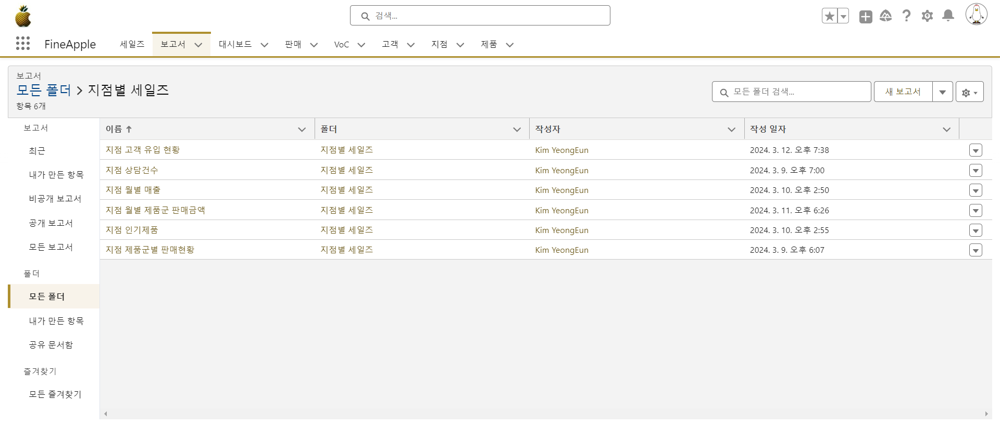 검색...
FineApple 세일즈 보고서 대시보드 판매 VoC 고객 지점 제품
보고서
모든 폴더 > 지점별 세일즈
항목 6개
모든 폴더 검색...
새 보고서
보고서
최근
내가 만든 항목
비공개 보고서
공개 보고서
모든 보고서
폴더
모든 폴더
내가 만든 항목
공유 문서함
즐겨찾기
모든 즐겨찾기
이름 ↑ 폴더 작성자 작성 일자
지점 고객 유입 현황 지점별 세일즈 Kim YeongEun 2024. 3. 12. 오후 7:38
지점 상담건수 지점별 세일즈 Kim YeongEun 2024. 3. 9. 오후 7:00
지점 월별 매출 지점별 세일즈 Kim YeongEun 2024. 3. 10. 오후 2:50
지점 월별 제품군 판매금액 지점별 세일즈 Kim YeongEun 2024. 3. 11. 오후 6:26
지점 인기제품 지점별 세일즈 Kim YeongEun 2024. 3. 10. 오후 2:55
지점 제품군별 판매현황 지점별 세일즈 Kim YeongEun 2024. 3. 9. 오후 6:07